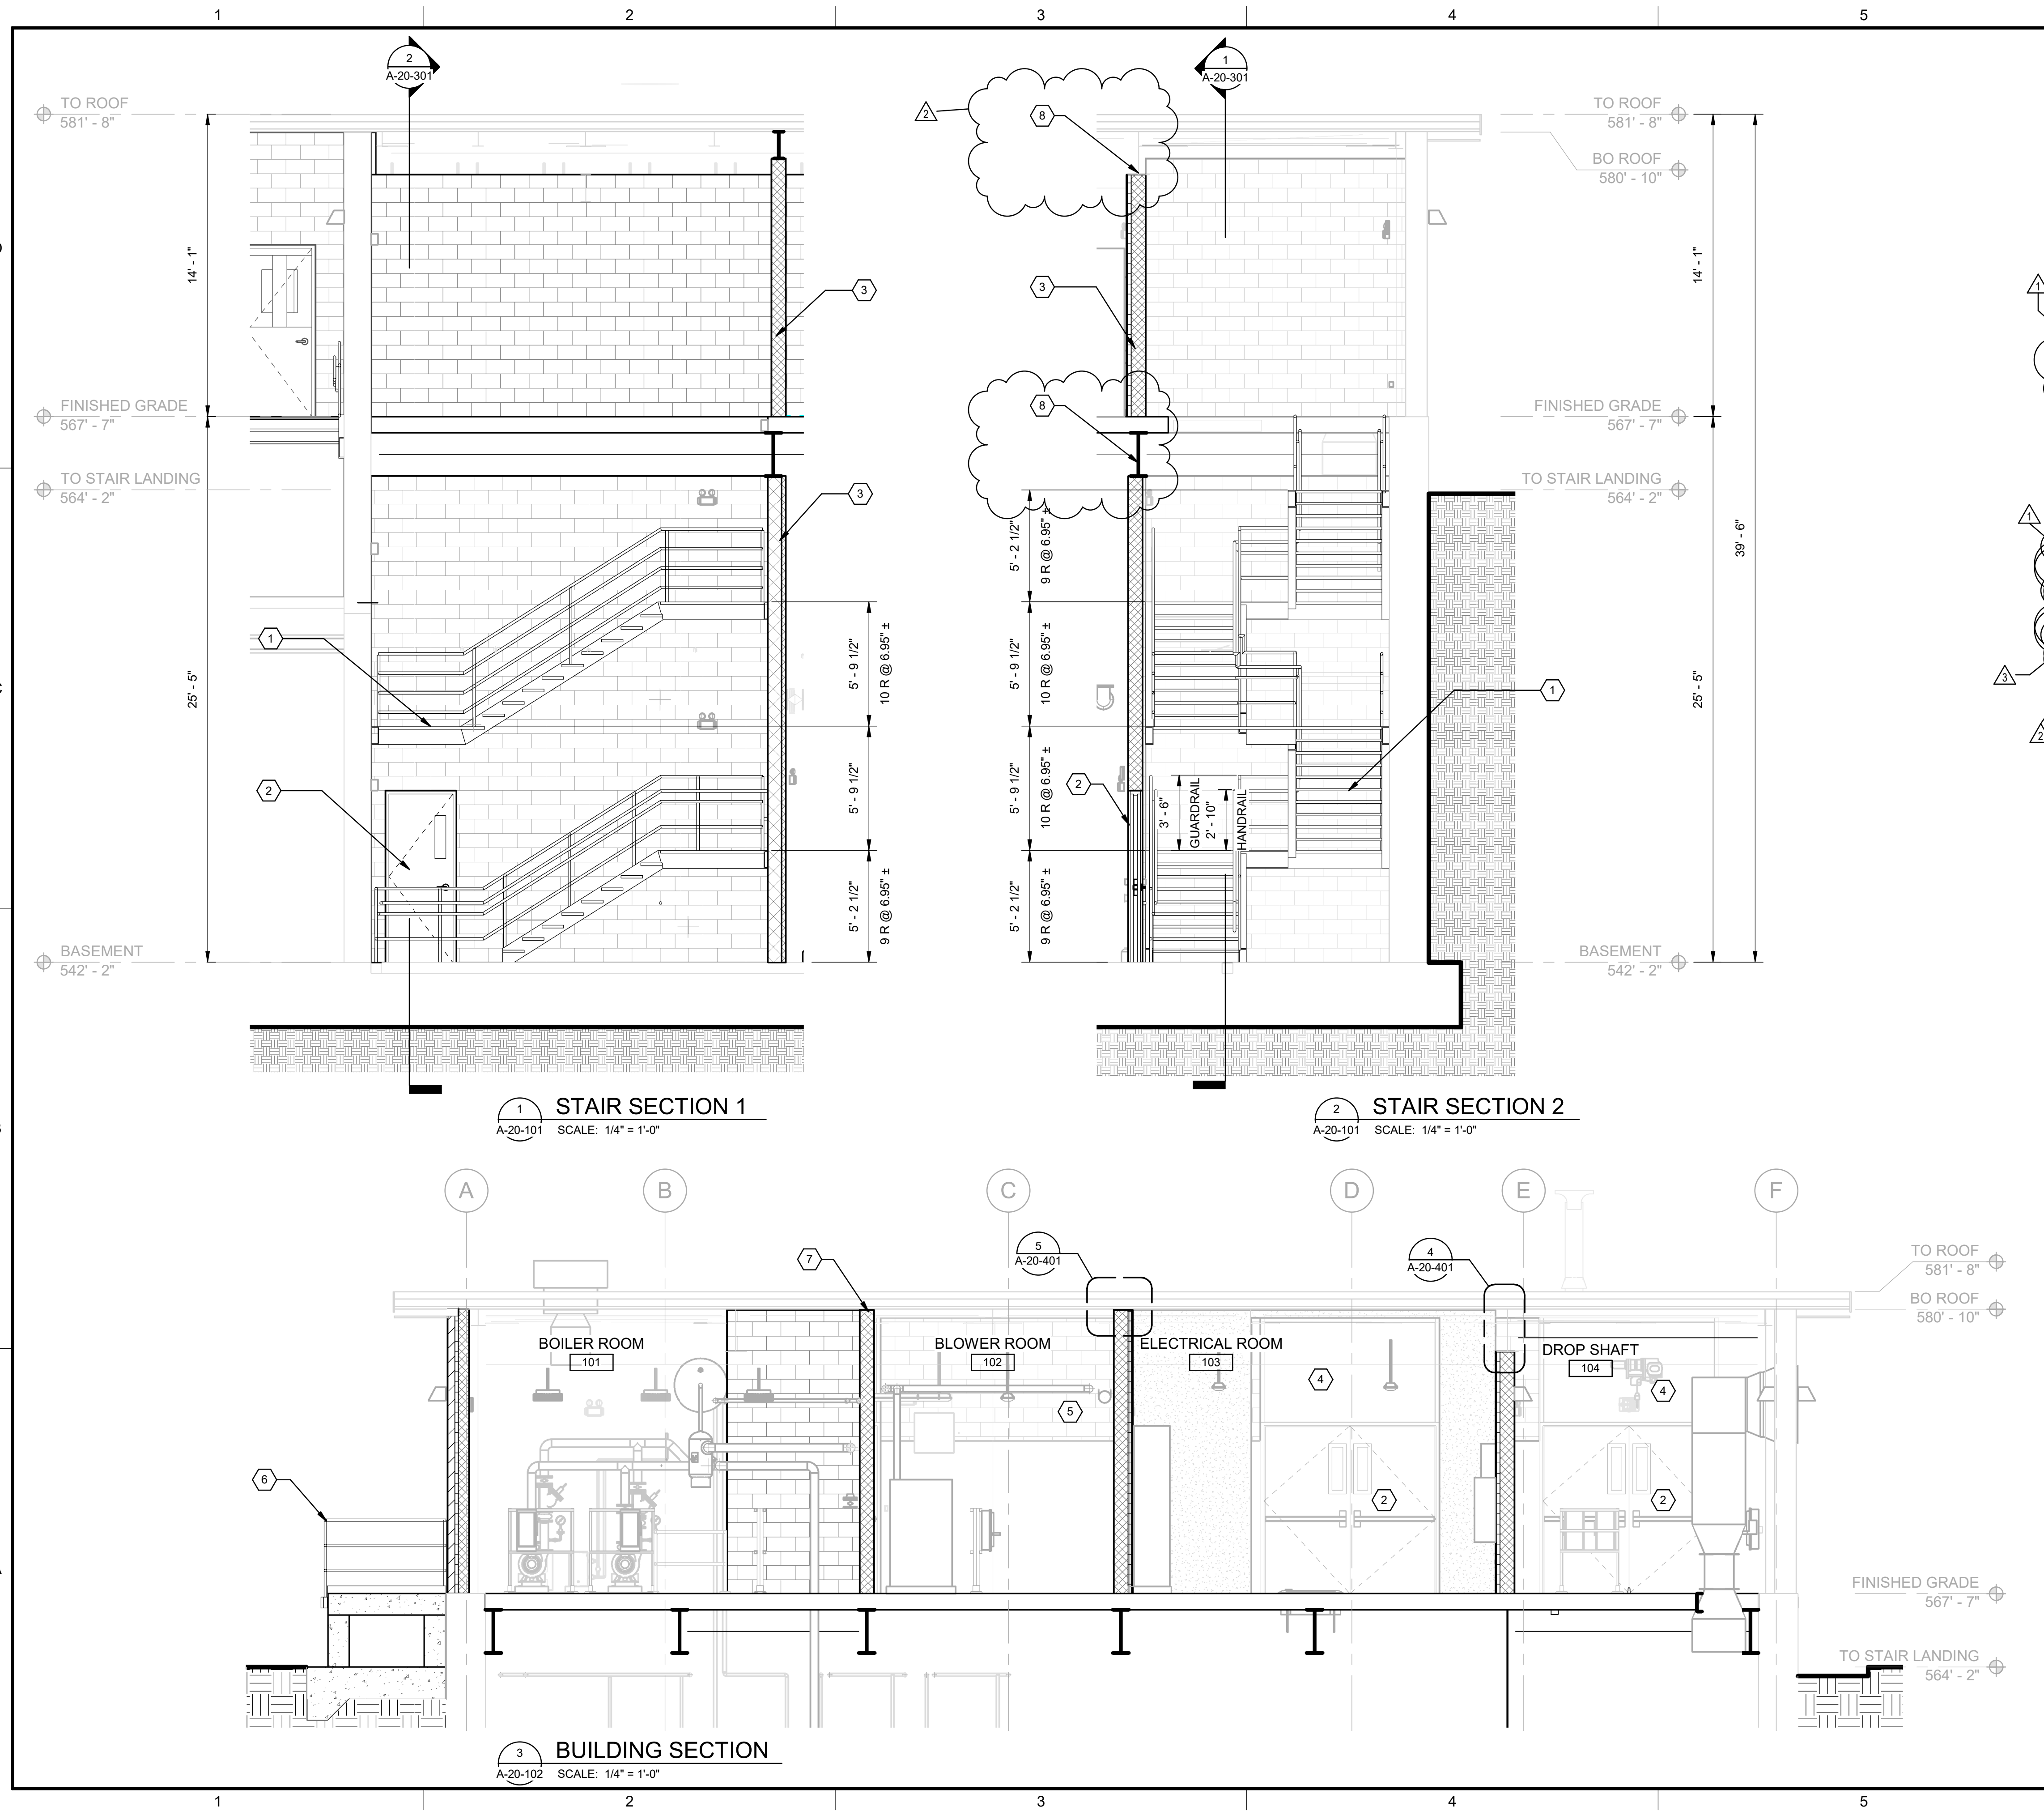 1 2 3 4 5
2
A-20-301
1
A-20-301
TO ROOF
581' - 8"
2
8
TO ROOF
581' - 8"
BO ROOF
580' - 10"
14' - 1"
3
3
14' - 1"
1
FINISHED GRADE
567' - 7"
8
FINISHED GRADE
567' - 7"
TO STAIR LANDING
564' - 2"
3
TO STAIR LANDING
564' - 2"
1
5' - 2 1/2"
9 R @ 6.95" ±
39' - 6"
25' - 5"
1
5' - 9 1/2"
10 R @ 6.95" ±
5' - 9 1/2"
10 R @ 6.95" ±
1
25' - 5"
3
2
2
5' - 9 1/2"
5' - 9 1/2"
10 R @ 6.95" ±
2
3' - 6"
GUARDRAIL
2' - 10"
HANDRAIL
5' - 2 1/2"
9 R @ 6.95" ±
5' - 2 1/2"
9 R @ 6.95" ±
BASEMENT
542' - 2"
BASEMENT
542' - 2"
1
A-20-101
STAIR SECTION 1
SCALE: 1/4" = 1'-0"
2
A-20-101
STAIR SECTION 2
SCALE: 1/4" = 1'-0"
A B C D E F
7
5
A-20-401
4
A-20-401
TO ROOF
581' - 8"
BO ROOF
580' - 10"
BOILER ROOM
101
BLOWER ROOM
102
ELECTRICAL ROOM
103
DROP SHAFT
104
4
4
5
6
2
2
FINISHED GRADE
567' - 7"
TO STAIR LANDING
564' - 2"
3
A-20-102
BUILDING SECTION
SCALE: 1/4" = 1'-0"
1 2 3 4 5